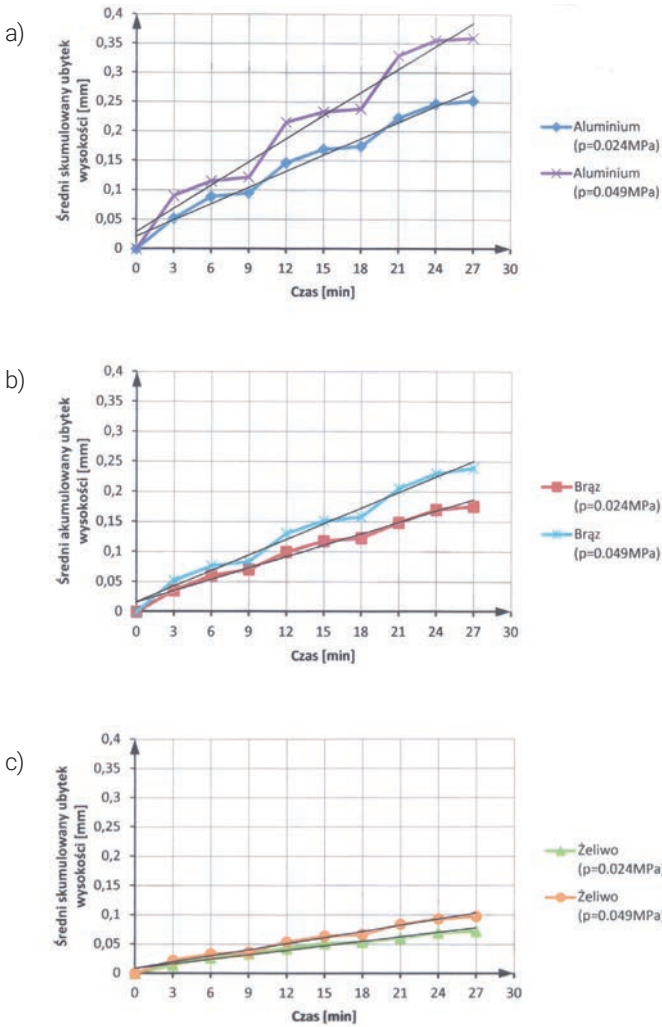 a)
Średni skumulowany ubytek
wysokości [mm]
0,4
0,35
0,3
0,25
0,2
0,15
0,1
0,05
0
0 3 6 9 12 15 18 21 24 27 30
Czas [min]
Aluminium
(p=0.024MPa)
Aluminium
(p=0.049MPa)
b)
Średni akumulowany ubytek
wysokości [mm]
0,4
0,35
0,3
0,25
0,2
0,15
0,1
0,05
0
0 3 6 9 12 15 18 21 24 27 30
Czas [min]
Brąz
(p=0.024MPa)
Brąz
(p=0.049MPa)
c)
Średni skumulowany ubytek
wysokości [mm]
0,4
0,35
0,3
0,25
0,2
0,15
0,1
0,05
0
0 3 6 9 12 15 18 21 24 27 30
Czas [min]
Żeliwo
(p=0.024MPa)
Żeliwo
(p=0.049MPa)